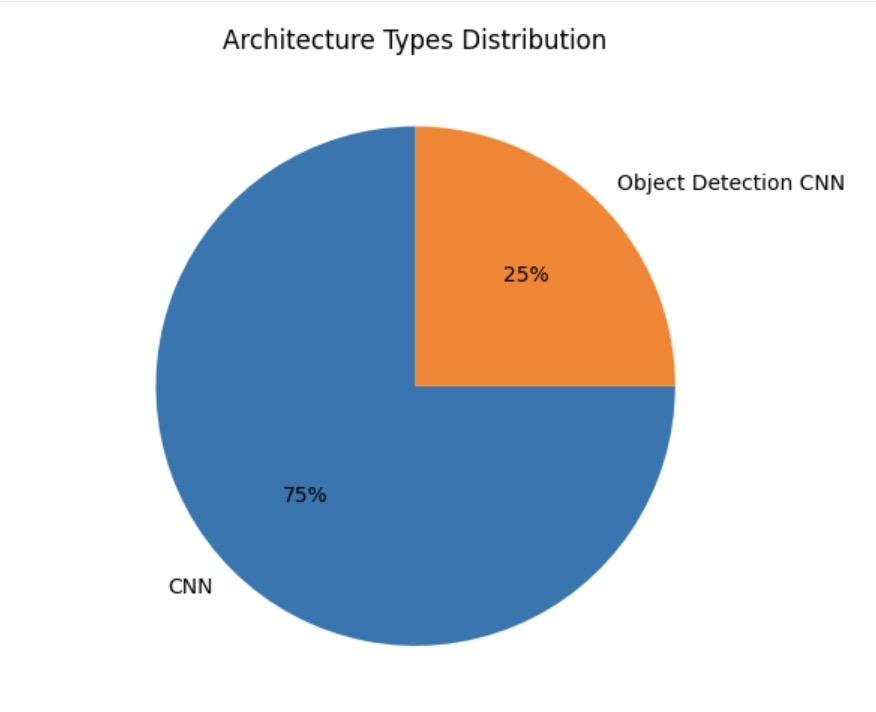 Architecture Types Distribution
Object Detection CNN
25%
75%
CNN